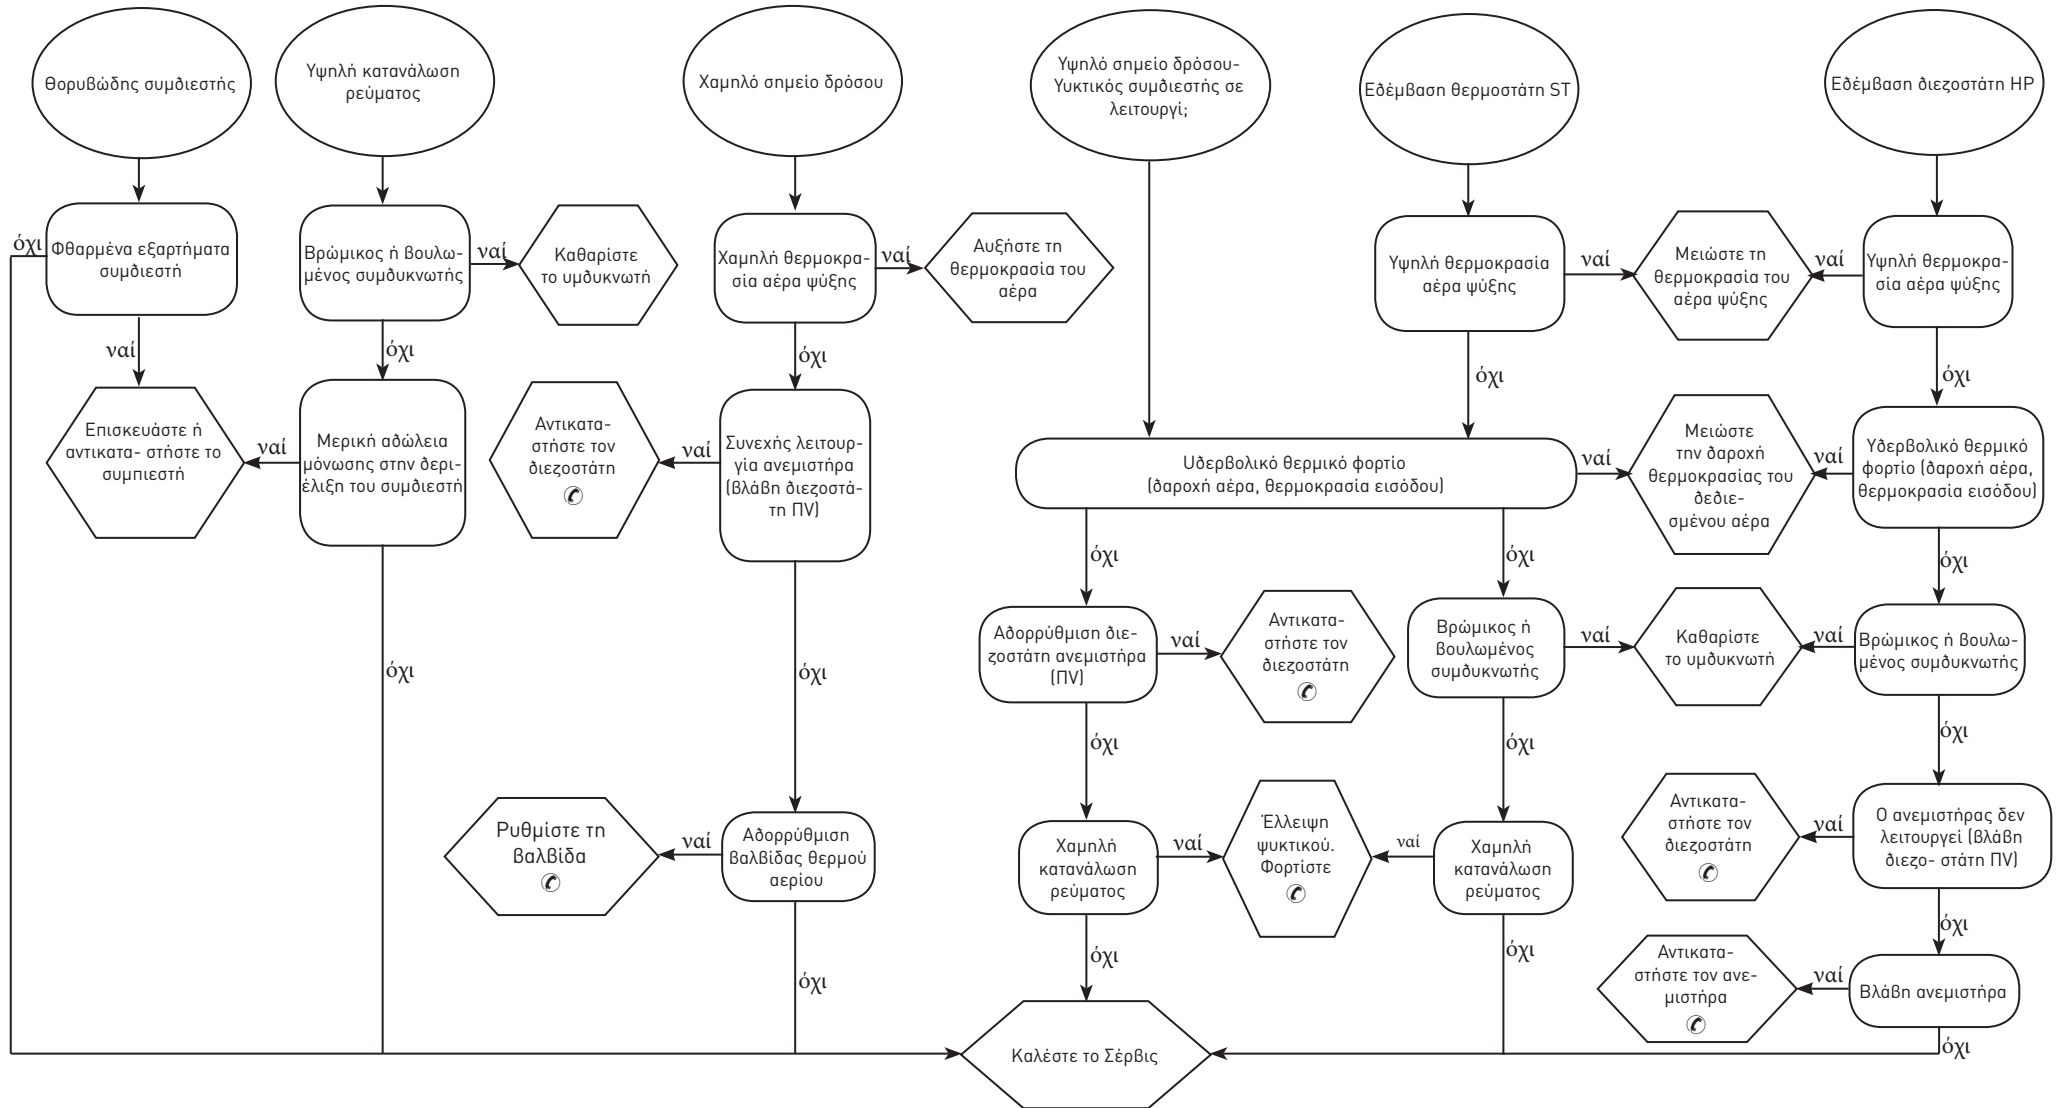 Θορυβώδης συμδιεστής
Υψηλή κατανάλωση
ρεύματος
Χαμηλό σημείο δρόσου
Υψηλό σημείο δρόσου-
Υυκτικός συμδιεστής σε
λειτουργί;
Εδέμβαση θερμοστάτη ST
Εδέμβαση διεζοστάτη HP
όχι
Φθαρμένα εξαρτήματα
συμδιεστή
Βρώμικος ή βουλω-
μένος συμδυκνωτής
ναί
Καθαρίστε
το υμδυκνωτή
Χαμηλή θερμοκρα-
σία αέρα ψύξης
ναί
Αυξήστε τη
θερμοκρασία του
αέρα
Υψηλή θερμοκρασία
αέρα ψύξης
ναί
Μειώστε τη
θερμοκρασία του
αέρα ψύξης
ναί
Υψηλή θερμοκρα-
σία αέρα ψύξης
ναί
όχι
όχι
όχι
όχι
Επισκευάστε ή
αντικατα- στήστε το
συμπιεστή
ναί
Μερική αδώλεια
μόνωσης στην δερι-
έλιξη του συμδιεστή
Αντικατα-
στήστε τον
διεζοστάτη
✆
ναί
Συνεχής λειτουρ-
γία ανεμιστήρα
(βλάβη διεζοστά-
τη ΠV)
Uδερβολικό θερμικό φορτίο
(δαροχή αέρα, θερμοκρασία εισόδου)
ναί
Μειώστε
την δαροχή
θερμοκρασίας του
δεδιε-
σμένου αέρα
ναί
Υδερβολικό θερμικό
φορτίο (δαροχή αέρα,
θερμοκρασία εισόδου)
όχι
όχι
όχι
όχι
όχι
Αδορρύθμιση διε-
ζοστάτη ανεμιστήρα
(ΠV)
ναί
Αντικατα-
στήστε τον
διεζοστάτη
✆
Βρώμικος ή
βουλωμένος
συμδυκνωτής
ναί
Καθαρίστε
το υμδυκνωτή
ναί
Βρώμικος ή βουλω-
μένος συμδυκνωτής
όχι
όχι
όχι
Ρυθμίστε τη
βαλβίδα
✆
ναί
Αδορρύθμιση
βαλβίδας θερμού
αερίου
Χαμηλή
κατανάλωση
ρεύματος
ναί
Έλλειψη
ψυκτικού.
Φορτίστε
✆
ναί
Χαμηλή
κατανάλωση
ρεύματος
Αντικατα-
στήστε τον
διεζοστάτη
✆
ναί
Ο ανεμιστήρας δεν
λειτουργεί (βλάβη
διεζο- στάτη ΠV)
όχι
όχι
όχι
όχι
Αντικατα-
στήστε τον ανε-
μιστήρα
✆
ναί
Βλάβη ανεμιστήρα
Καλέστε το Σέρβις
όχι